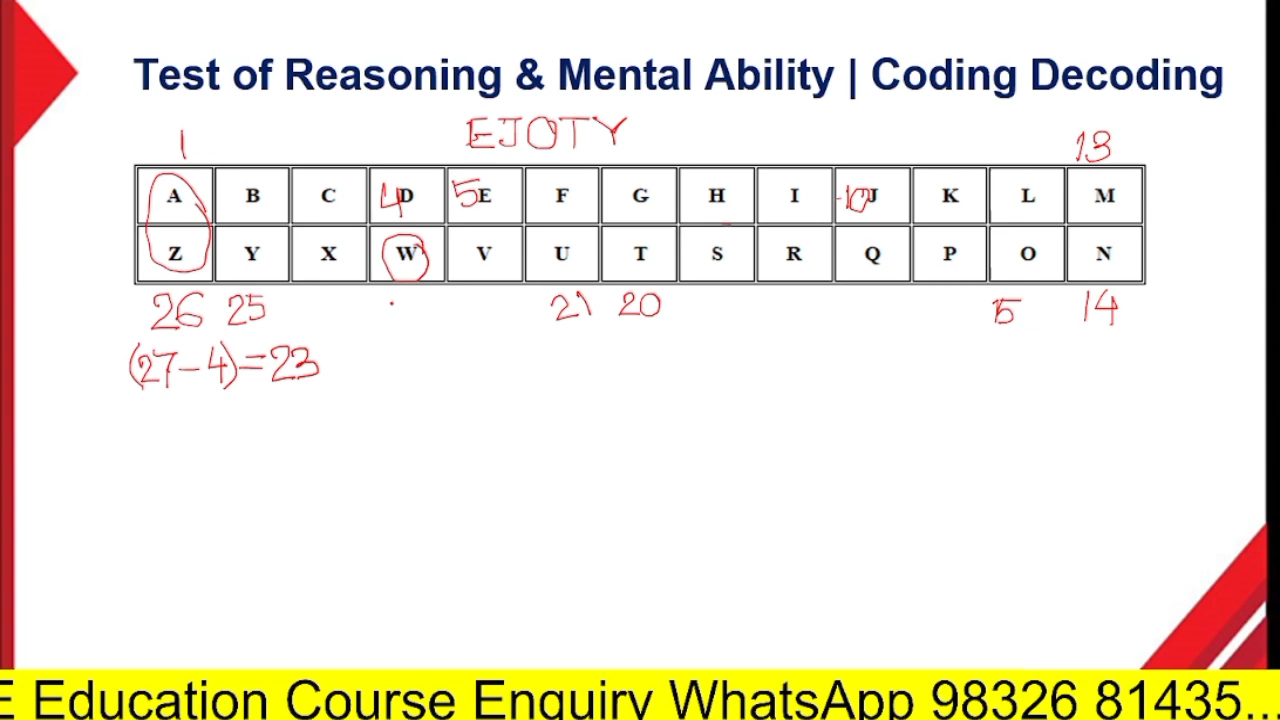 Test of Reasoning & Mental Ability | Coding Decoding
1 EJOTY 13
A B C 4D 5E F G H I 10J K L M
Z Y X W V U T S R Q P O N
26 25 21 20 15 14
(27-4)=23
E Education Course Enquiry WhatsApp 98326 81435...